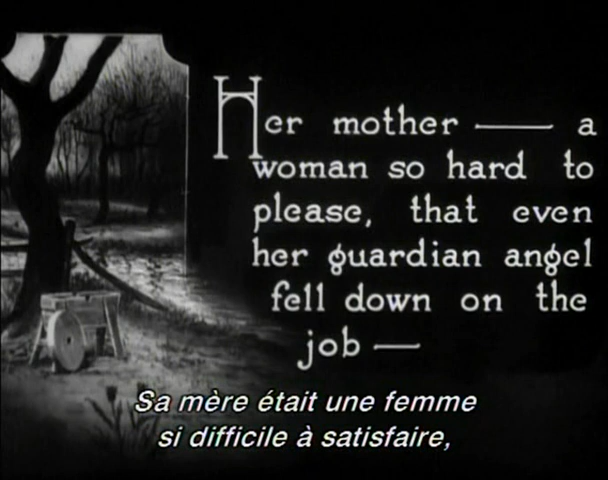 Her mother — a
woman so hard to
please, that even
her guardian angel
fell down on the
job —
Sa mère était une femme
si difficile à satisfaire,